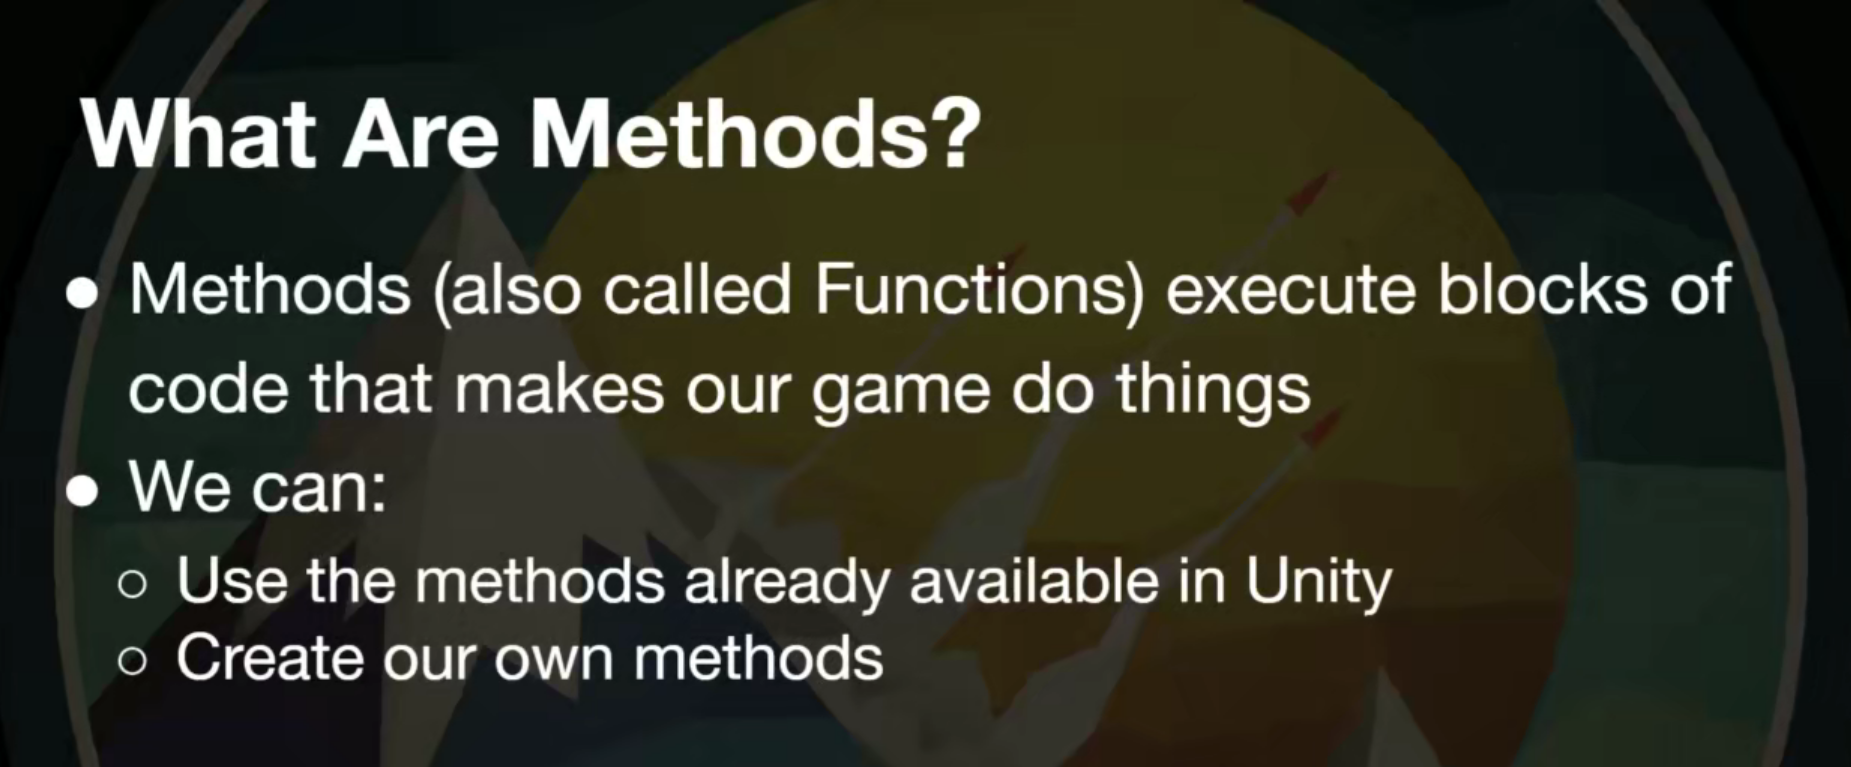 What Are Methods?
● Methods (also called Functions) execute blocks of
code that makes our game do things
● We can:
○ Use the methods already available in Unity
○ Create our own methods